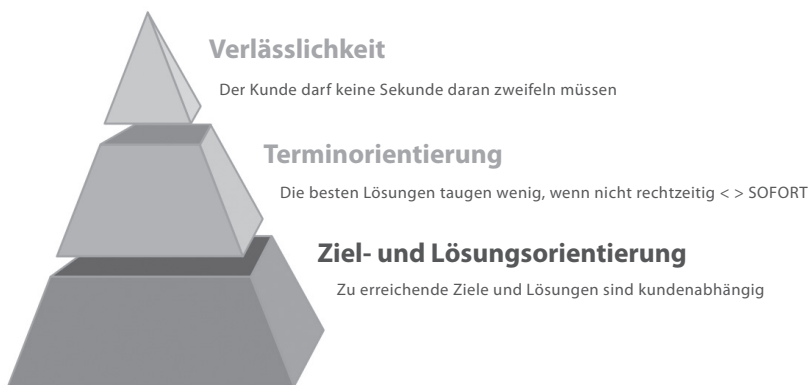 Verlässlichkeit
Der Kunde darf keine Sekunde daran zweifeln müssen
Terminorientierung
Die besten Lösungen taugen wenig, wenn nicht rechtzeitig < > SOFORT
Ziel- und Lösungsorientierung
Zu erreichende Ziele und Lösungen sind kundenabhängig